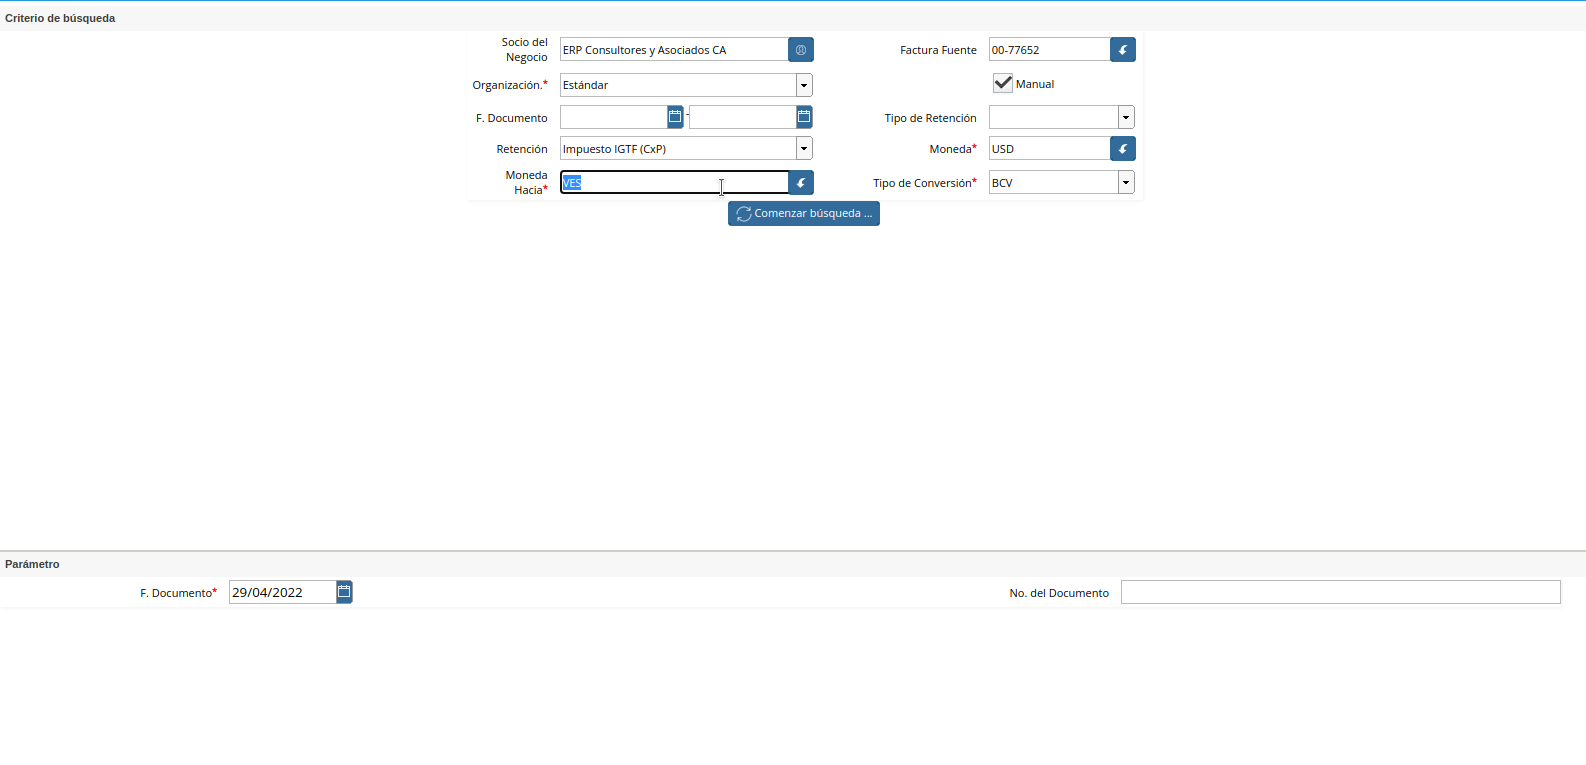 Criterio de búsqueda
Socio del Negocio ERP Consultores y Asociados CA Factura Fuente 00-77652
Organización.* Estándar Manual
F. Documento - Tipo de Retención
Retención Impuesto IGTF (CxP) Moneda* USD
Moneda Hacia* VES Tipo de Conversión* BCV
Comenzar búsqueda ...
Parámetro
F. Documento* 29/04/2022 No. del Documento